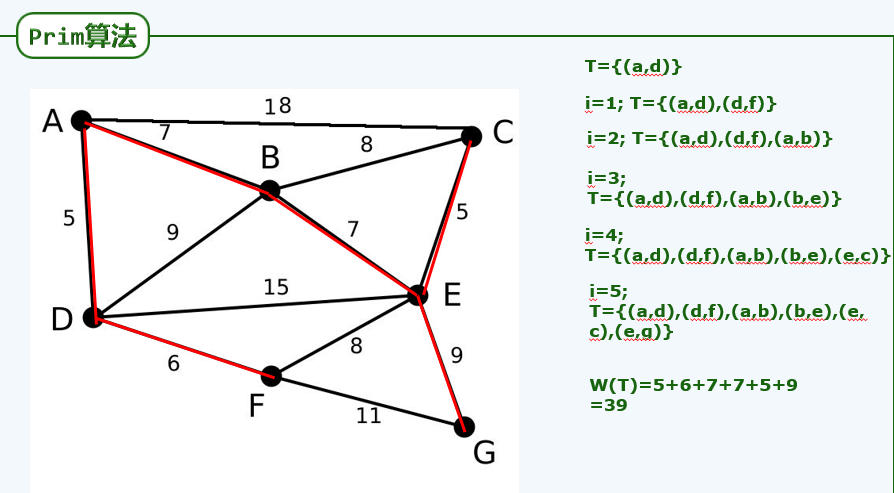 Prim算法
A
18
C
7
B
8
5
9
7
5
D
15
E
6
8
9
F
11
G
T={(a,d)}
i=1; T={(a,d),(d,f)}
i=2; T={(a,d),(d,f),(a,b)}
i=3;
T={(a,d),(d,f),(a,b),(b,e)}
i=4;
T={(a,d),(d,f),(a,b),(b,e),(e,c)}
i=5;
T={(a,d),(d,f),(a,b),(b,e),(e,
c),(e,g)}
W(T)=5+6+7+7+5+9
=39